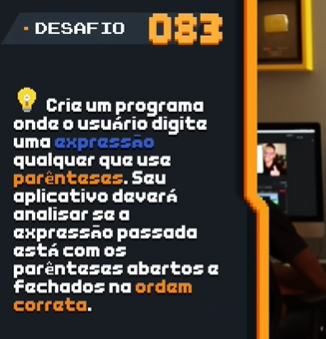 DESAFIO 083
Crie um programa
onde o usuário digite
uma expressão
qualquer que use
parênteses. Seu
aplicativo deverá
analisar se a
expressão passada
está com os
parênteses abertos e
fechados na ordem
correta.